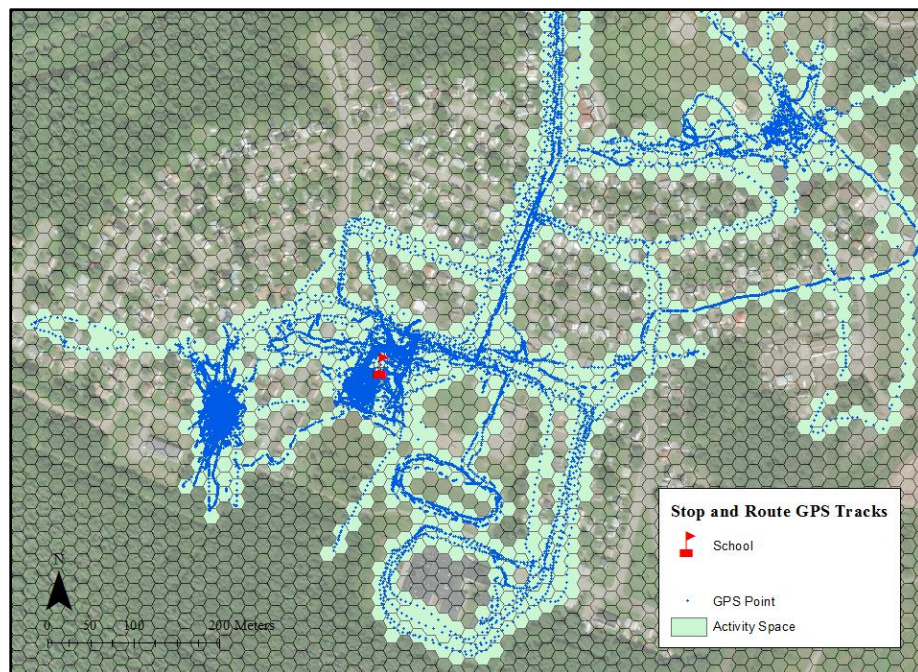 Stop and Route GPS Tracks
School
GPS Point
Activity Space
N
0 50 100 200 Meters